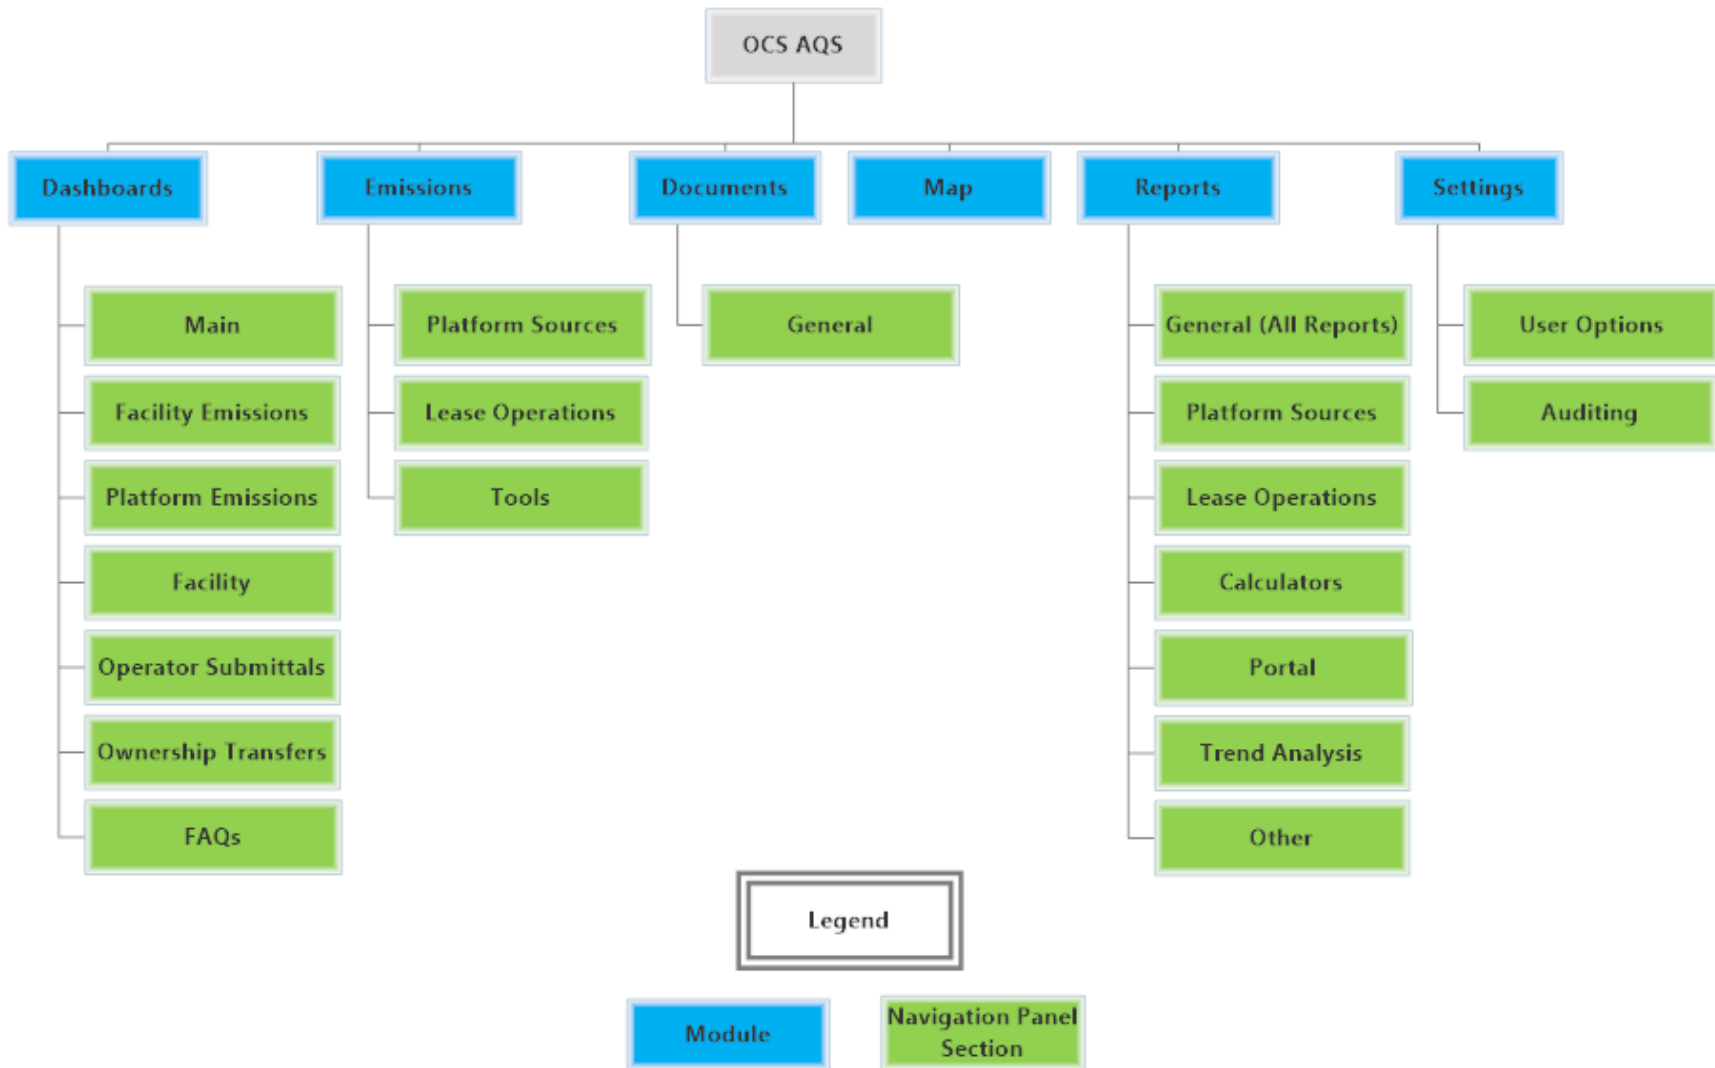 OCS AQS
Dashboards
Emissions
Documents
Map
Reports
Settings
Main
Facility Emissions
Platform Emissions
Facility
Operator Submittals
Ownership Transfers
FAQs
Platform Sources
Lease Operations
Tools
General
General (All Reports)
Platform Sources
Lease Operations
Calculators
Portal
Trend Analysis
Other
User Options
Auditing
Legend
Module
Navigation Panel
Section